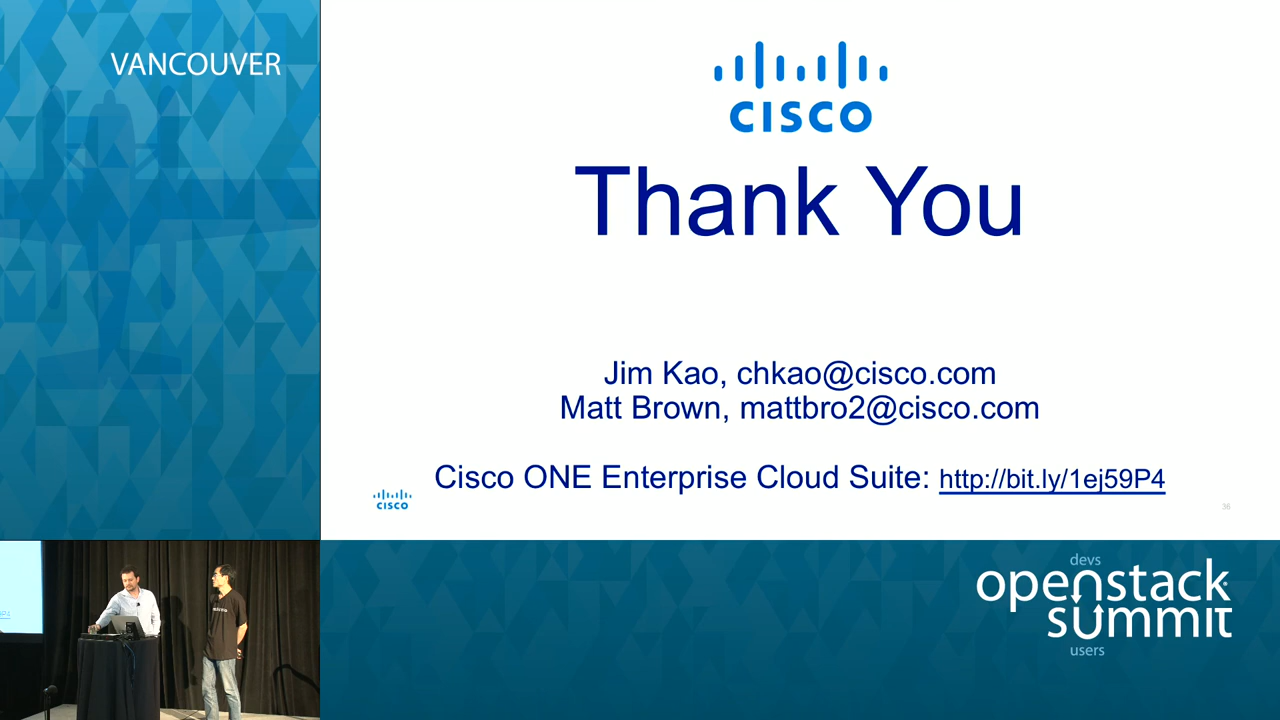 VANCOUVER
CISCO
Thank You
Jim Kao, chkao@cisco.com
Matt Brown, mattbro2@cisco.com
Cisco ONE Enterprise Cloud Suite: http://bit.ly/1ej59P4
CISCO
36
devs
openstack
summit
users